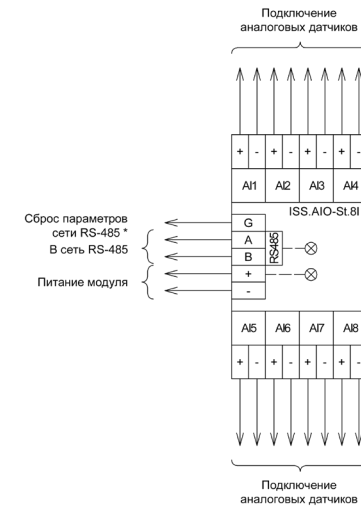 Подключение
аналоговых датчиков
+ - + - + - + -
AI1 AI2 AI3 AI4
ISS.AIO-St.8I
Сброс параметров
сети RS-485 *
В сеть RS-485
Питание модуля
G
A
B
+
-
RS485
AI5 AI6 AI7 AI8
+ - + - + - + -
Подключение
аналоговых датчиков